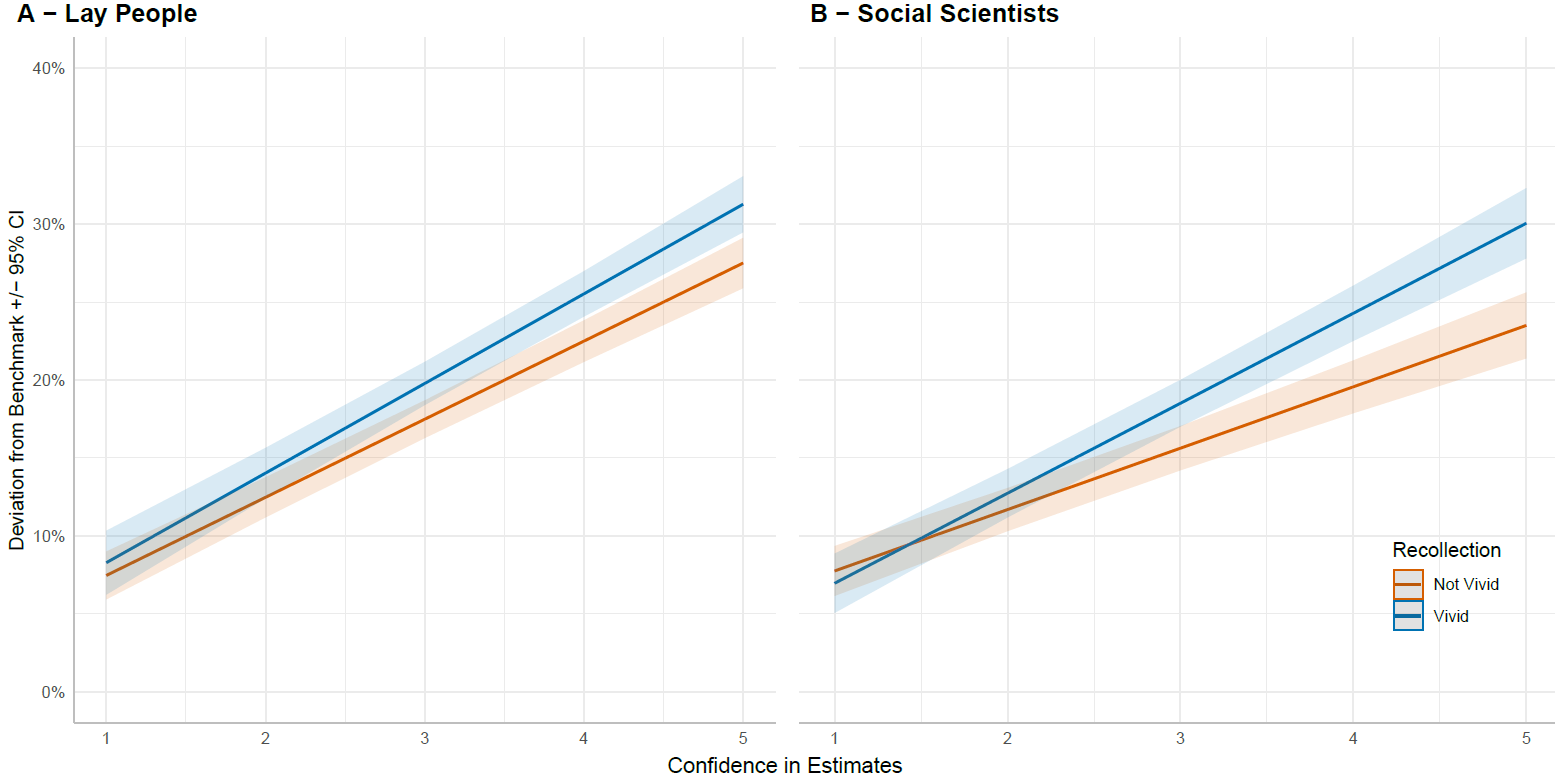 A − Lay People
B − Social Scientists
Deviation from Benchmark +/− 95% CI
40%
30%
20%
10%
0%
1 2 3 4 5
1 2 3 4 5
Confidence in Estimates
Recollection
Not Vivid
Vivid